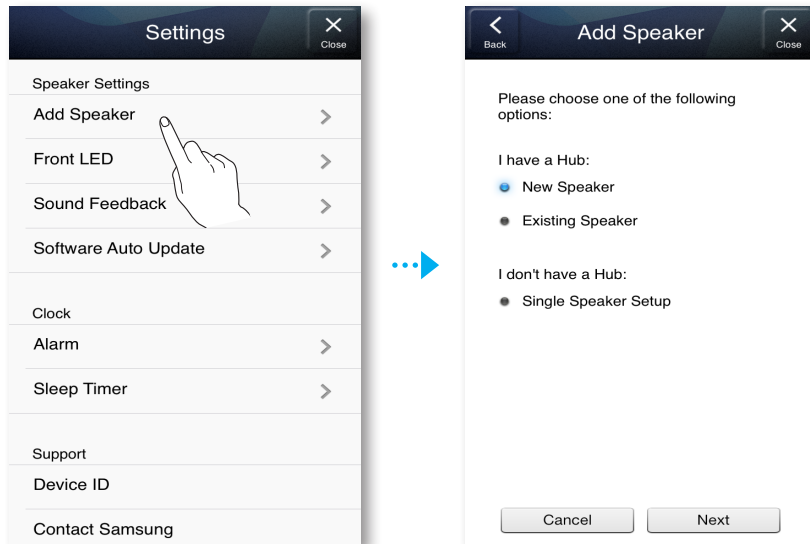 Settings
Close
Speaker Settings
Add Speaker
Front LED
Sound Feedback
Software Auto Update
Clock
Alarm
Sleep Timer
Support
Device ID
Contact Samsung
Back
Add Speaker
Close
Please choose one of the following
options:
I have a Hub:
New Speaker
Existing Speaker
I don't have a Hub:
Single Speaker Setup
Cancel
Next